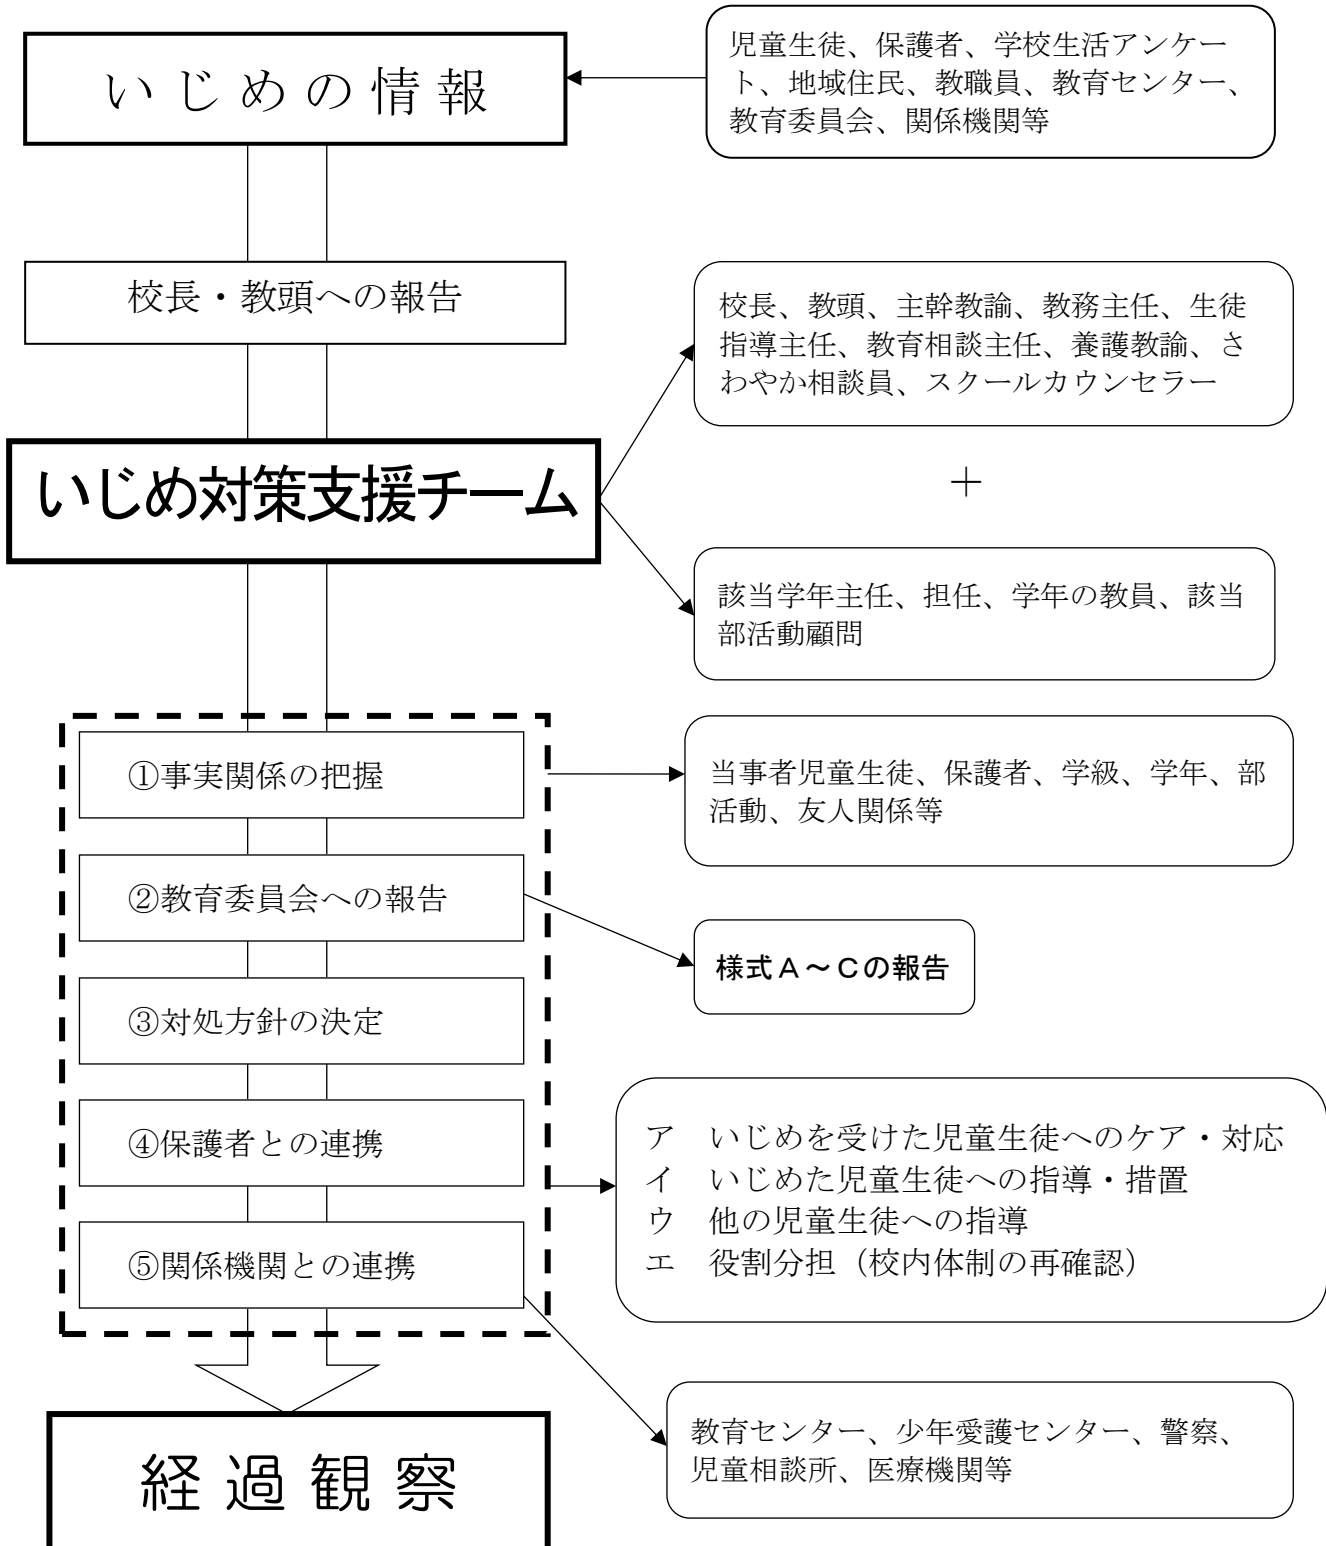 いじめの情報
児童生徒、保護者、学校生活アンケー
ト、地域住民、教職員、教育センター、
教育委員会、関係機関等
校長・教頭への報告
校長、教頭、主幹教諭、教務主任、生徒
指導主任、教育相談主任、養護教諭、さ
わやか相談員、スクールカウンセラー
いじめ対策支援チーム
＋
該当学年主任、担任、学年の教員、該当
部活動顧問
①事実関係の把握
当事者児童生徒、保護者、学級、学年、部
活動、友人関係等
②教育委員会への報告
様式Ａ～Ｃの報告
③対処方針の決定
④保護者との連携
ア　いじめを受けた児童生徒へのケア・対応
イ　いじめた児童生徒への指導・措置
ウ　他の児童生徒への指導
エ　役割分担（校内体制の再確認）
⑤関係機関との連携
教育センター、少年愛護センター、警察、
児童相談所、医療機関等
経過観察